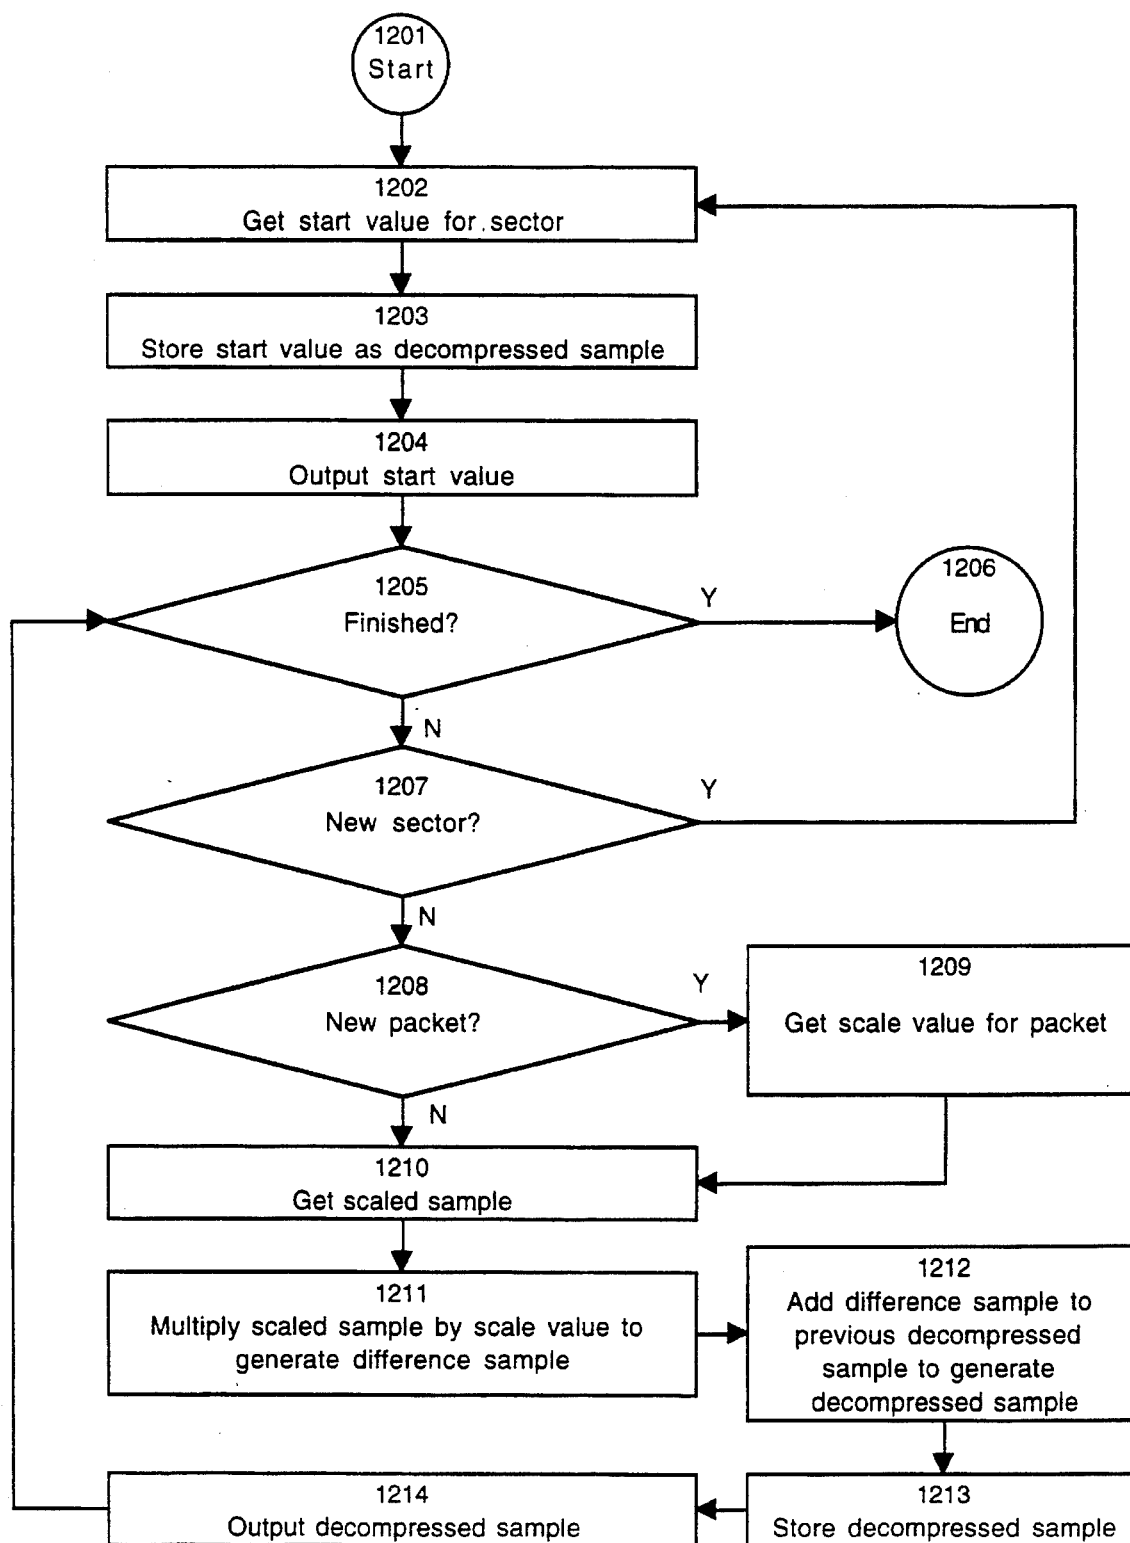 1201
Start
1202
Get start value for sector
1203
Store start value as decompressed sample
1204
Output start value
1205
Finished?
Y
1206
End
N
1207
New sector?
Y
N
1208
New packet?
Y
1209
Get scale value for packet
N
1210
Get scaled sample
1211
Multiply scaled sample by scale value to
generate difference sample
1212
Add difference sample to
previous decompressed
sample to generate
decompressed sample
1214
Output decompressed sample
1213
Store decompressed sample